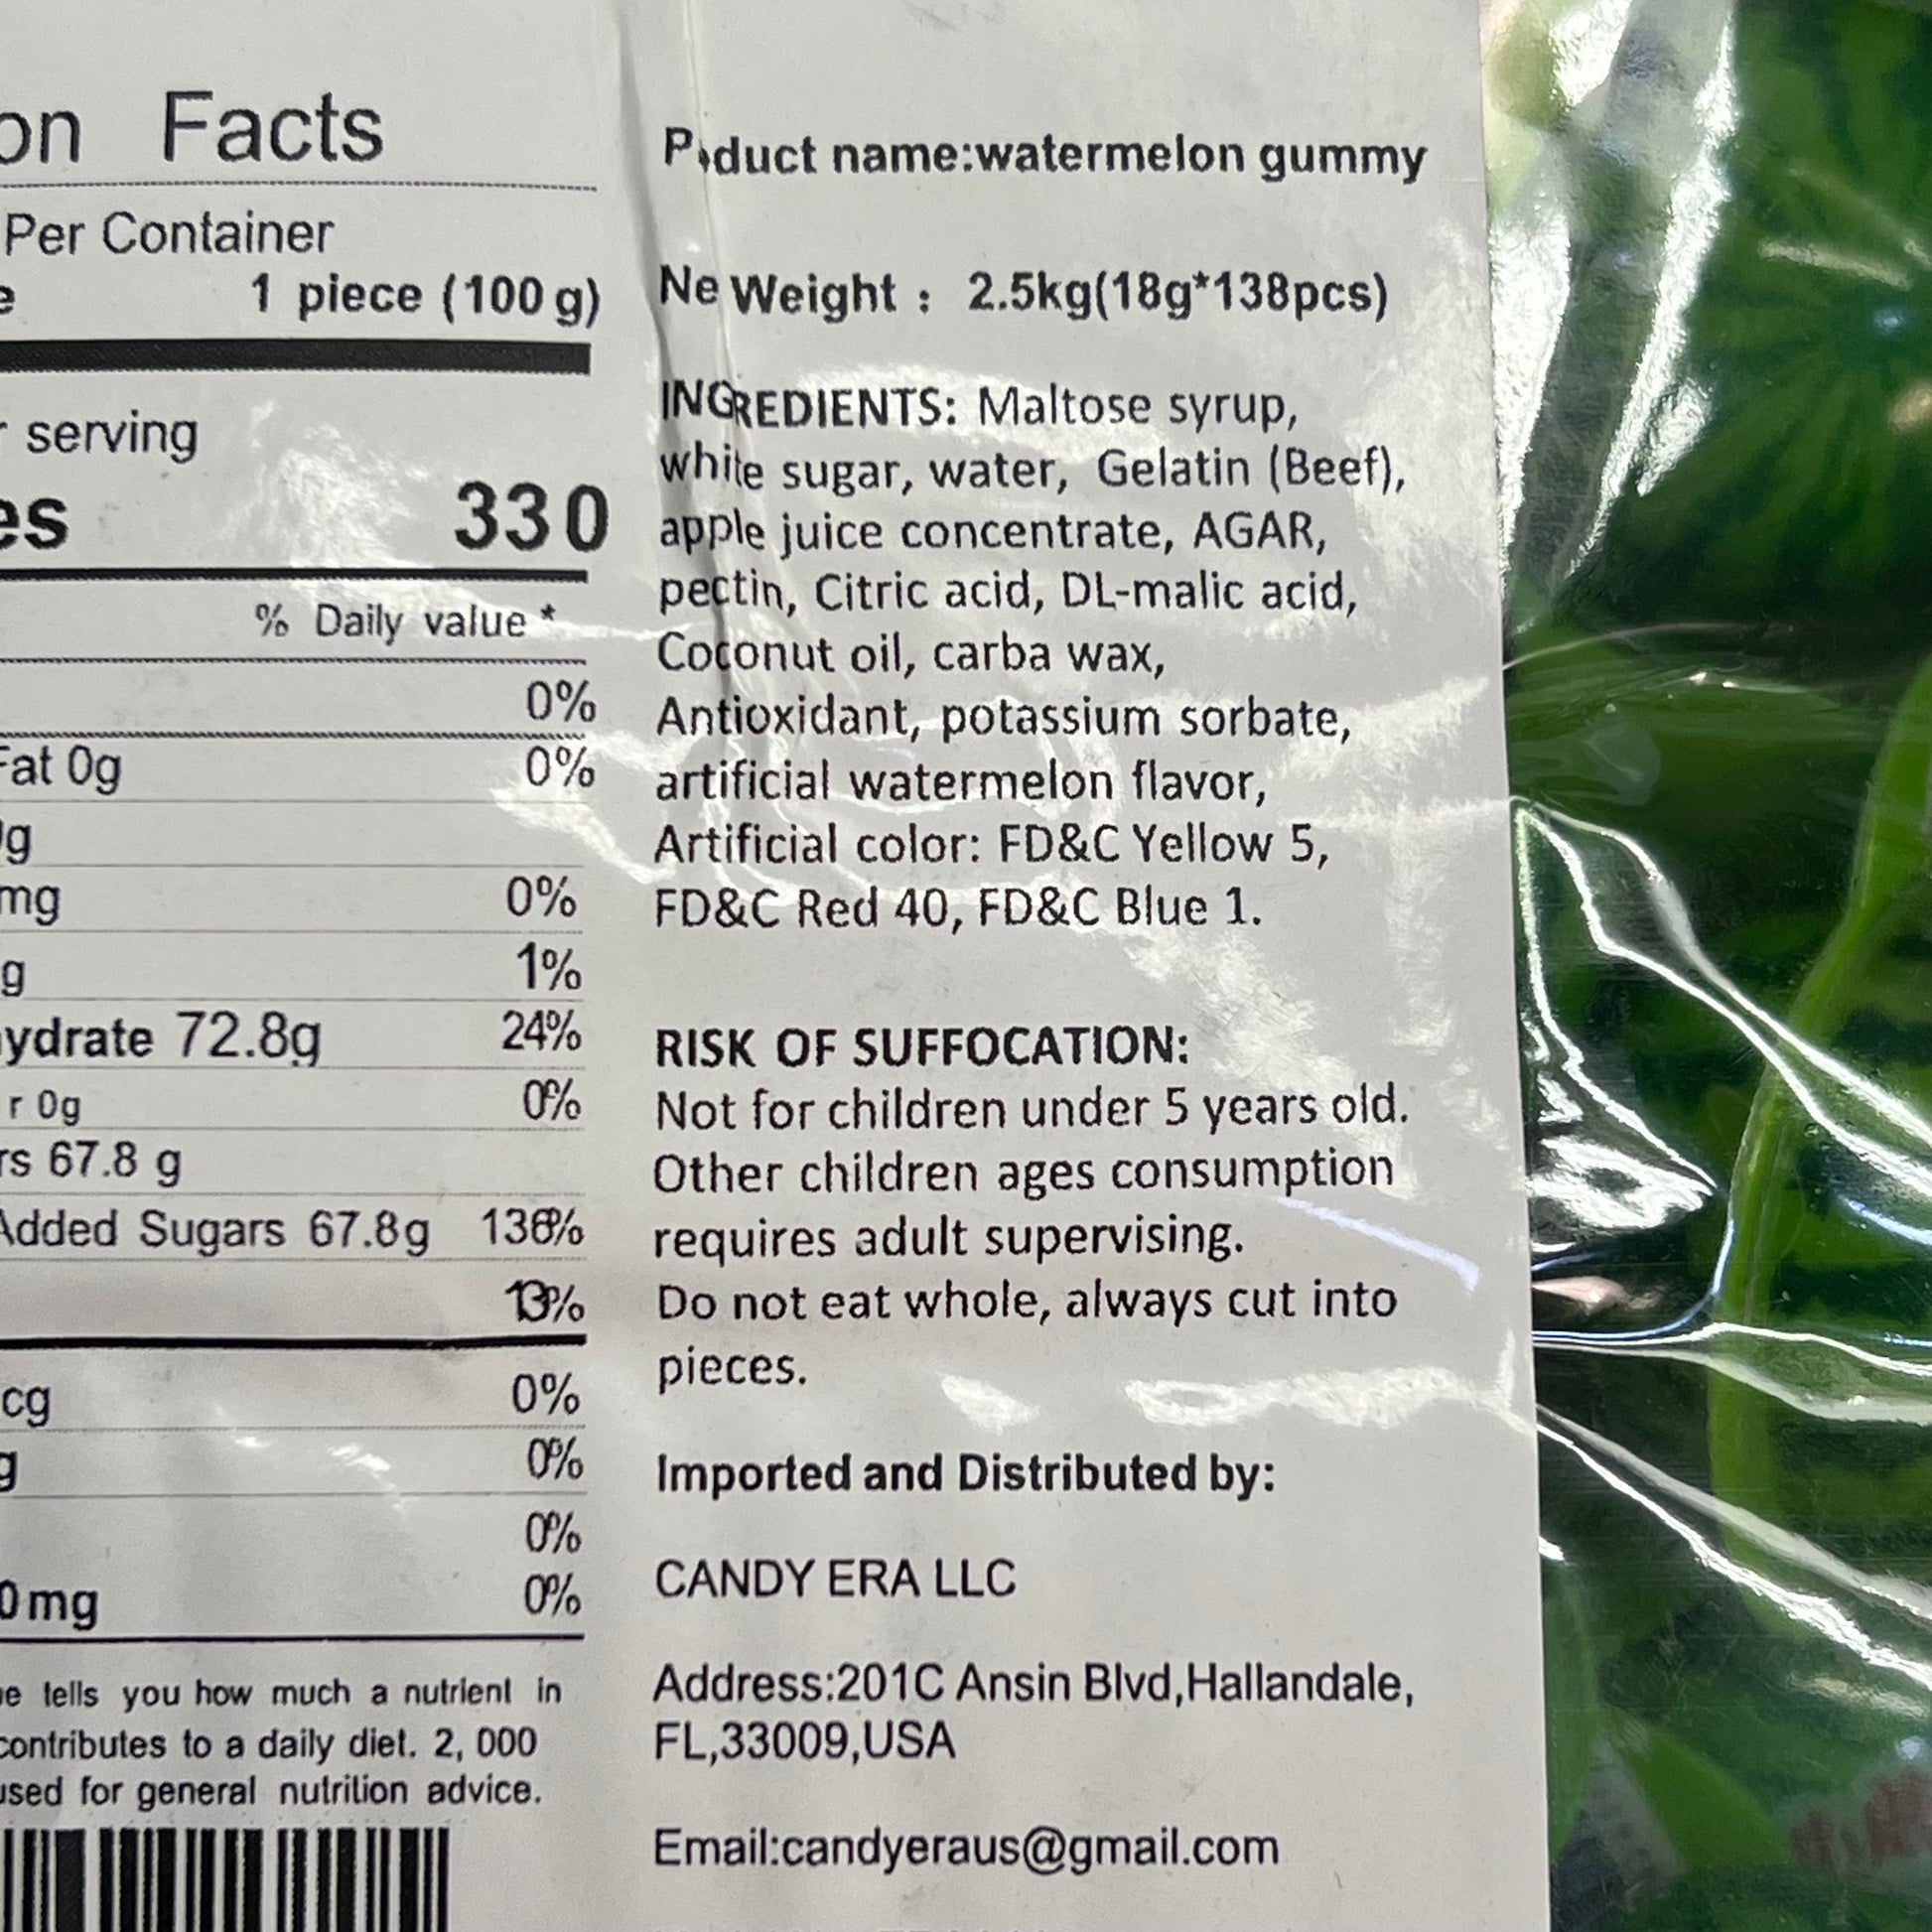 on Facts
Per Container
e 1 piece (100 g)
r serving
es 330
% Daily value *
0%
Fat 0g 0%
g
mg 0%
g 1%
ydrate 72.8g 24%
r 0g 0%
rs 67.8 g
Added Sugars 67.8g 136%
13%
cg 0%
g 0%
0%
0mg 0%
e tells you how much a nutrient in
contributes to a daily diet. 2, 000
used for general nutrition advice.
Product name:watermelon gummy
Ne Weight : 2.5kg(18g*138pcs)
INGREDIENTS: Maltose syrup,
white sugar, water, Gelatin (Beef),
apple juice concentrate, AGAR,
pectin, Citric acid, DL-malic acid,
Coconut oil, carba wax,
Antioxidant, potassium sorbate,
artificial watermelon flavor,
Artificial color: FD&C Yellow 5,
FD&C Red 40, FD&C Blue 1.
RISK OF SUFFOCATION:
Not for children under 5 years old.
Other children ages consumption
requires adult supervising.
Do not eat whole, always cut into
pieces.
Imported and Distributed by:
CANDY ERA LLC
Address:201C Ansin Blvd,Hallandale,
FL,33009,USA
Email:candyeraus@gmail.com